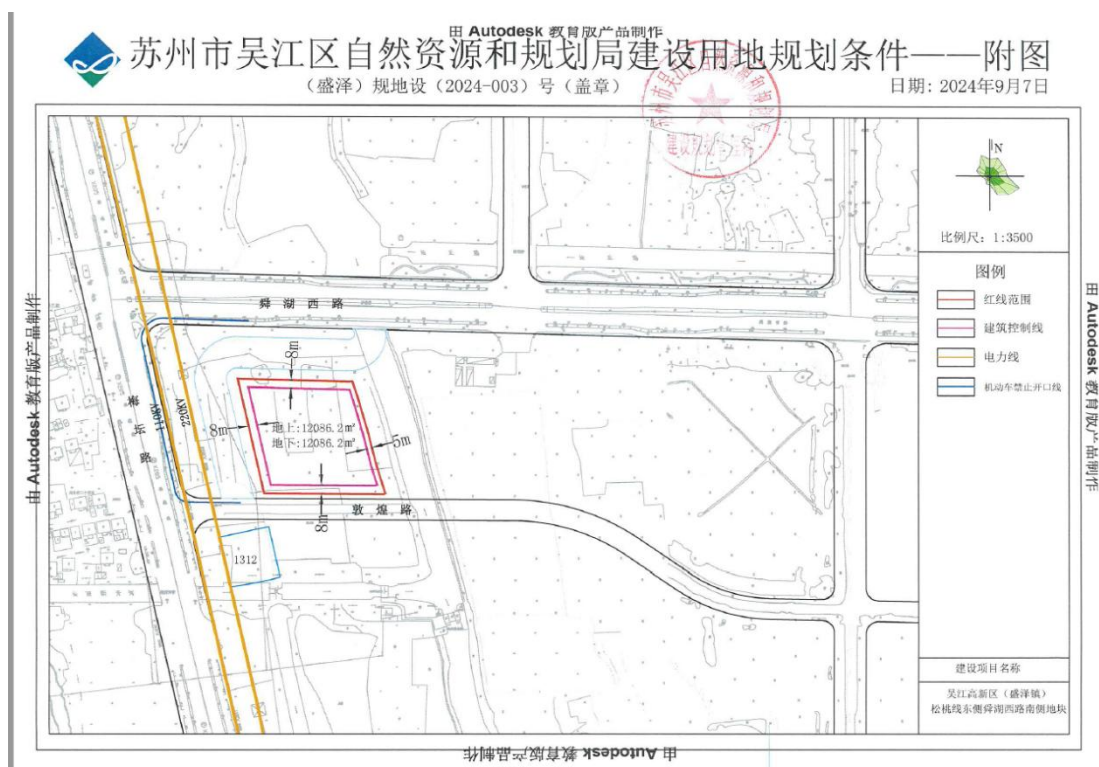 由 Autodesk 教育版产品制作
苏州市吴江区自然资源和规划局建设用地规划条件——附图
（盛泽）规地设（2024-003）号（盖章）
日期: 2024年9月7日
N
比例尺：1:3500
图例
红线范围
建筑控制线
电力线
机动车禁止开口线
舜湖西路
8m
8m
地上:12086.2㎡
地下:12086.2㎡
5m
8m
敦煌路
110KV
220KV
路
1312
建设项目名称
吴江高新区（盛泽镇）
松桃线东侧舜湖西路南侧地块
由 Autodesk 教育版产品制作
由 Autodesk 教育版产品制作
由 Autodesk 教育版产品制作